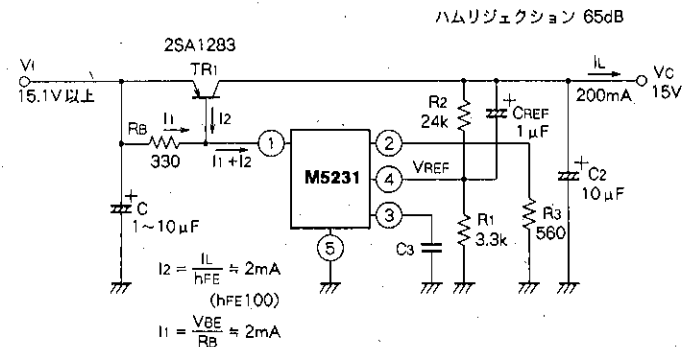 ハムリジェクション 65dB
2SA1283
TR1
VI
15.1V以上
I1
I2
RB
330
I1+I2
C
1~10μF
+
①
M5231
②
④
③
⑤
VREF
C3
R2
24k
CREF
1μF
+
R1
3.3k
R3
560
C2
10μF
+
IL
200mA
VC
15V
I2 = IL/hFE ≒ 2mA
(hFE100)
I1 = VBE/RB ≒ 2mA